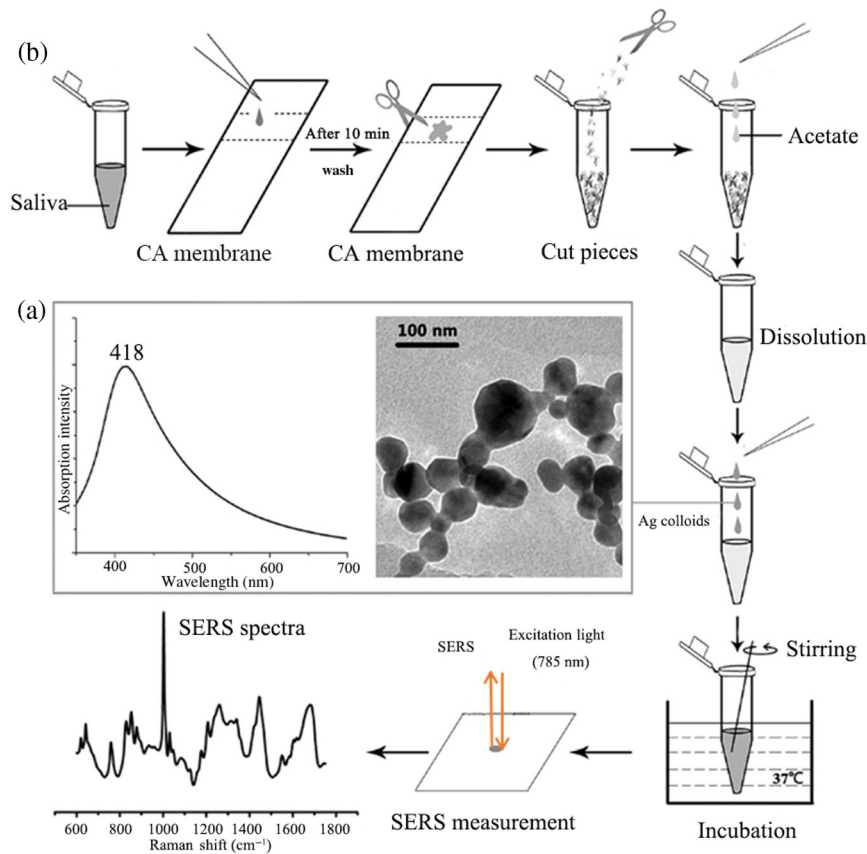 (b)
Saliva
CA membrane
After 10 min
wash
CA membrane
Cut pieces
Acetate
Dissolution
(a)
418
Absorption intensity
400
500
600
700
Wavelength (nm)
100 nm
Ag colloids
Stirring
37℃
Incubation
SERS
Excitation light
(785 nm)
SERS measurement
SERS spectra
600 800 1000 1200 1400 1600 1800
Raman shift (cm⁻¹)